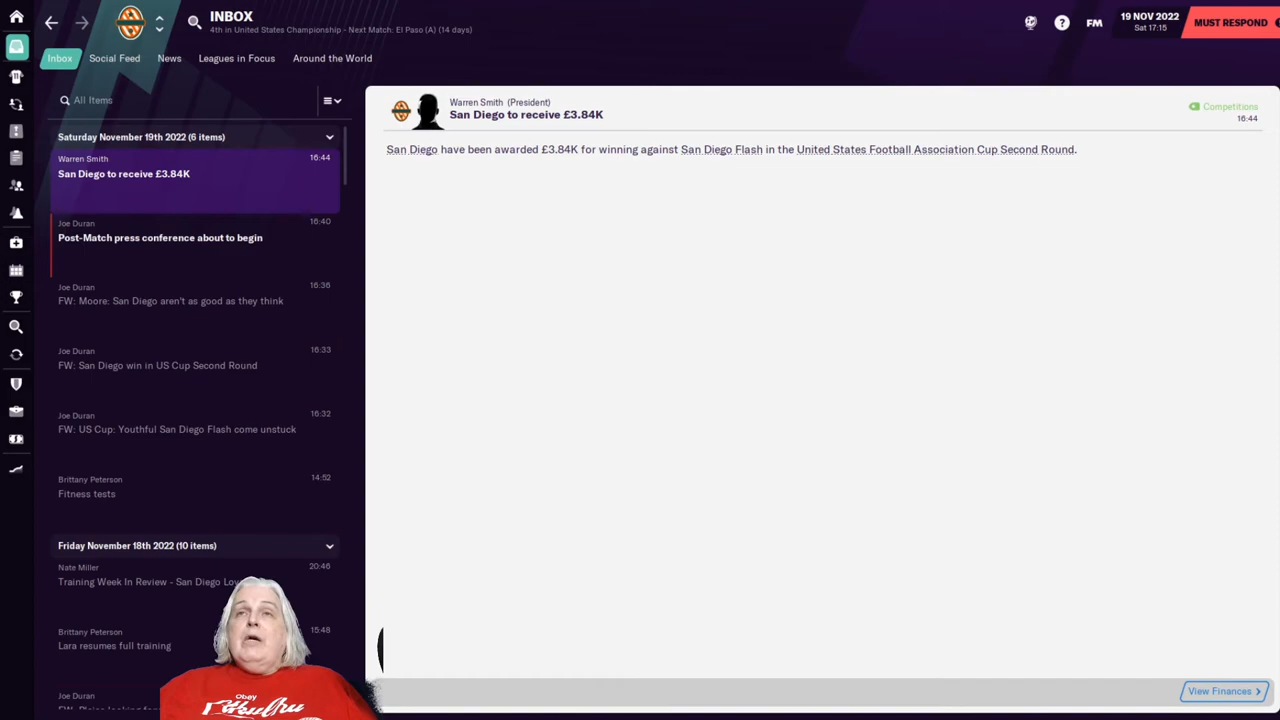 INBOX
4th in United States Championship - Next Match: El Paso (A) (14 days)
FM
19 NOV 2022
Sat 17:15
MUST RESPOND
Inbox
Social Feed
News
Leagues in Focus
Around the World
All Items
Saturday November 19th 2022 (6 items)
Warren Smith
16:44
San Diego to receive £3.84K
Joe Duran
16:40
Post-Match press conference about to begin
Joe Duran
16:36
FW: Moore: San Diego aren't as good as they think
Joe Duran
16:33
FW: San Diego win in US Cup Second Round
Joe Duran
16:32
FW: US Cup: Youthful San Diego Flash come unstuck
Brittany Peterson
14:52
Fitness tests
Friday November 18th 2022 (10 items)
Nate Miller
20:46
Training Week In Review - San Diego
Brittany Peterson
15:48
Lara resumes full training
Joe Duran
Warren Smith (President)
San Diego to receive £3.84K
Competitions
16:44
San Diego have been awarded £3.84K for winning against San Diego Flash in the United States Football Association Cup Second Round.
View Finances
Obey
Cthulhu